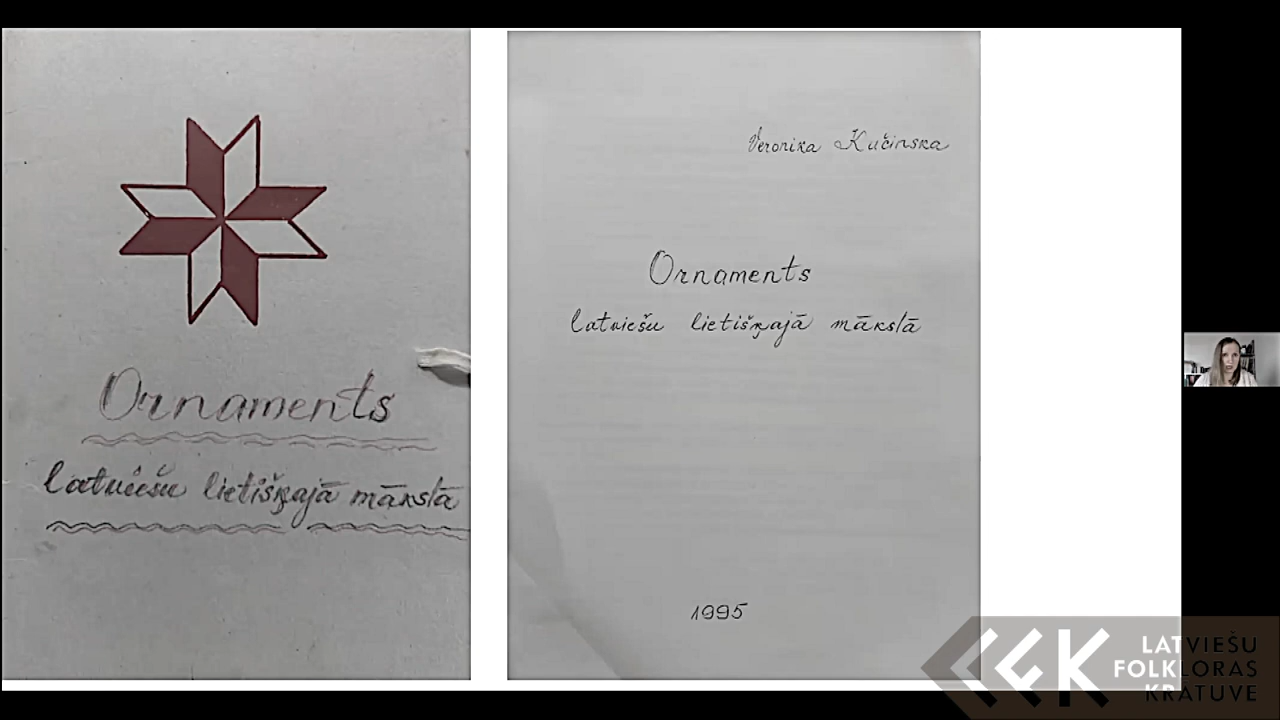 Ornaments
latviešu lietišķajā mākslā
Veronika Kučinska
Ornaments
latviešu lietišķajā mākslā
1995
LATVIEŠU
FOLKLORAS
KRĀTUVE